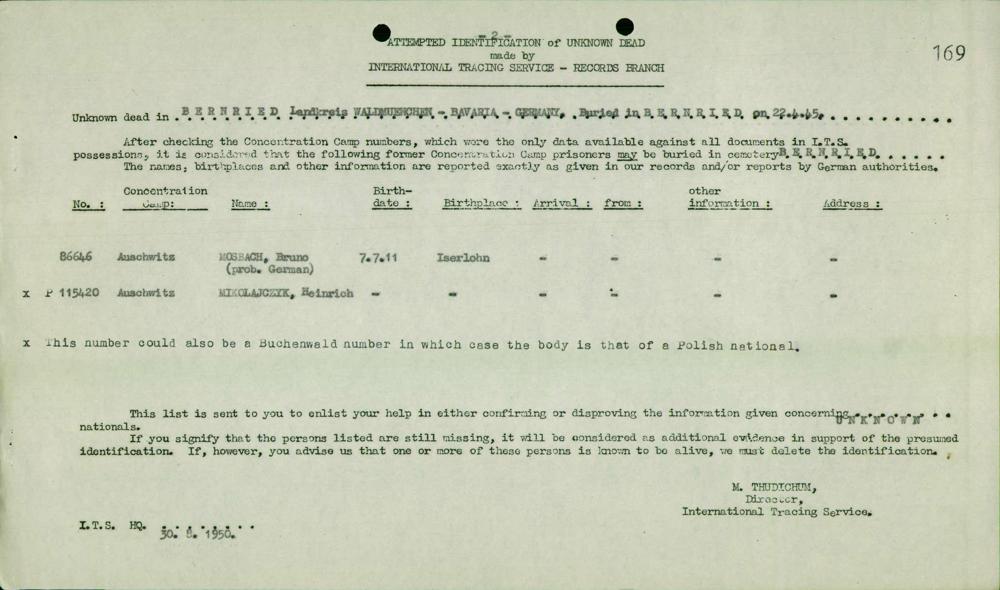 - 2 -
ATTEMPTED IDENTIFICATION of UNKNOWN DEAD
made by
INTERNATIONAL TRACING SERVICE - RECORDS BRANCH
169
Unknown dead in . BERNRIED Landkreis WALDMUENCHEN - BAVARIA - GERMANY. Buried in BERNRIED on 22.4.45. . . . . . . . . .
After checking the Concentration Camp numbers, which were the only data available against all documents in I.T.S.
possessions, it is considered that the following former Concentration Camp prisoners may be buried in cemetery BERNRIED. . . . . .
The names, birthplaces and other information are reported exactly as given in our records and/or reports by German authorities.
No. : Concentration Camp: Name : Birth-date : Birthplace : Arrival : from : other information : Address :
86646 Auschwitz MOSBACH, Bruno 7.7.11 Iserlohn - - - -
(prob. German)
x P 115420 Auschwitz MIKOLAJCZYK, Heinrich - - - - - -
x This number could also be a Buchenwald number in which case the body is that of a Polish national.
This list is sent to you to enlist your help in either confirming or disproving the information given concerning UNKNOWN
nationals.
If you signify that the persons listed are still missing, it will be considered as additional evidence in support of the presumed
identification. If, however, you advise us that one or more of these persons is known to be alive, we must delete the identification.
M. THUDICHUM,
Director,
International Tracing Service.
I.T.S. HQ. . . . . . . . .
30. 1950.